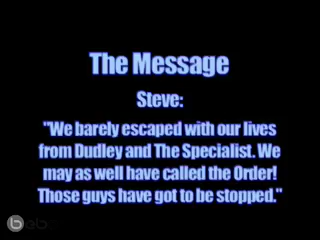 The Message
Steve:
"We barely escaped with our lives
from Dudley and The Specialist. We
may as well have called the Order!
Those guys have got to be stopped."